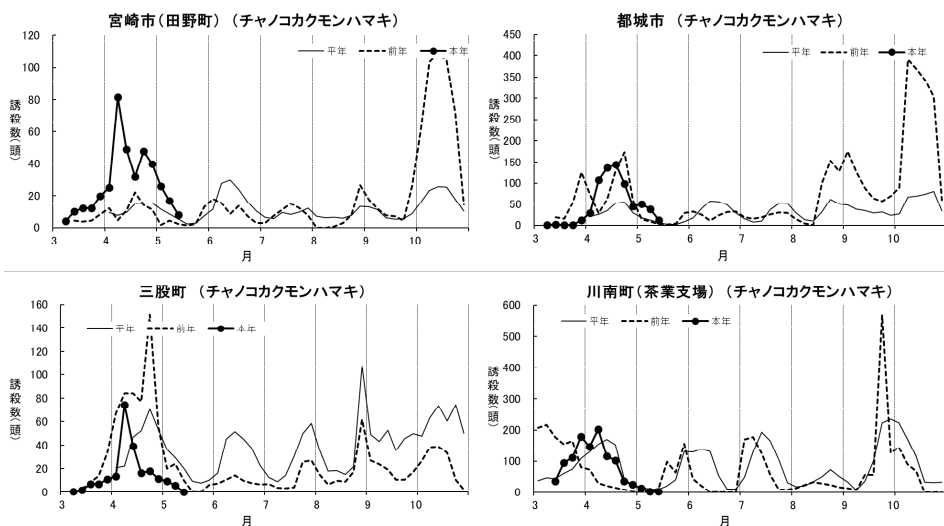 宮崎市（田野町）（チャノコカクモンハマキ）
誘殺数（頭）
120
100
80
60
40
20
0
平年 前年 本年
3 4 5 6 7 8 9 10
月
都城市 （チャノコカクモンハマキ）
誘殺数（頭）
450
400
350
300
250
200
150
100
50
0
平年 前年 本年
3 4 5 6 7 8 9 10
月
三股町 （チャノコカクモンハマキ）
誘殺数（頭）
160
140
120
100
80
60
40
20
0
平年 前年 本年
3 4 5 6 7 8 9 10
月
川南町（茶業支場）（チャノコカクモンハマキ）
誘殺数（頭）
600
500
400
300
200
100
0
平年 前年 本年
3 4 5 6 7 8 9 10
月